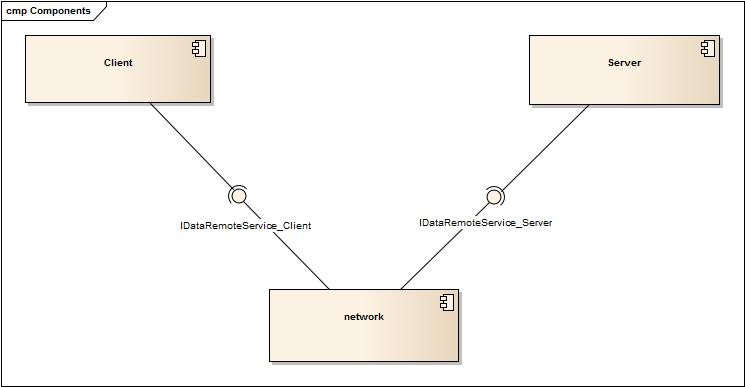 cmp Components
Client
Server
IDataRemoteService_Client
IDataRemoteService_Server
network